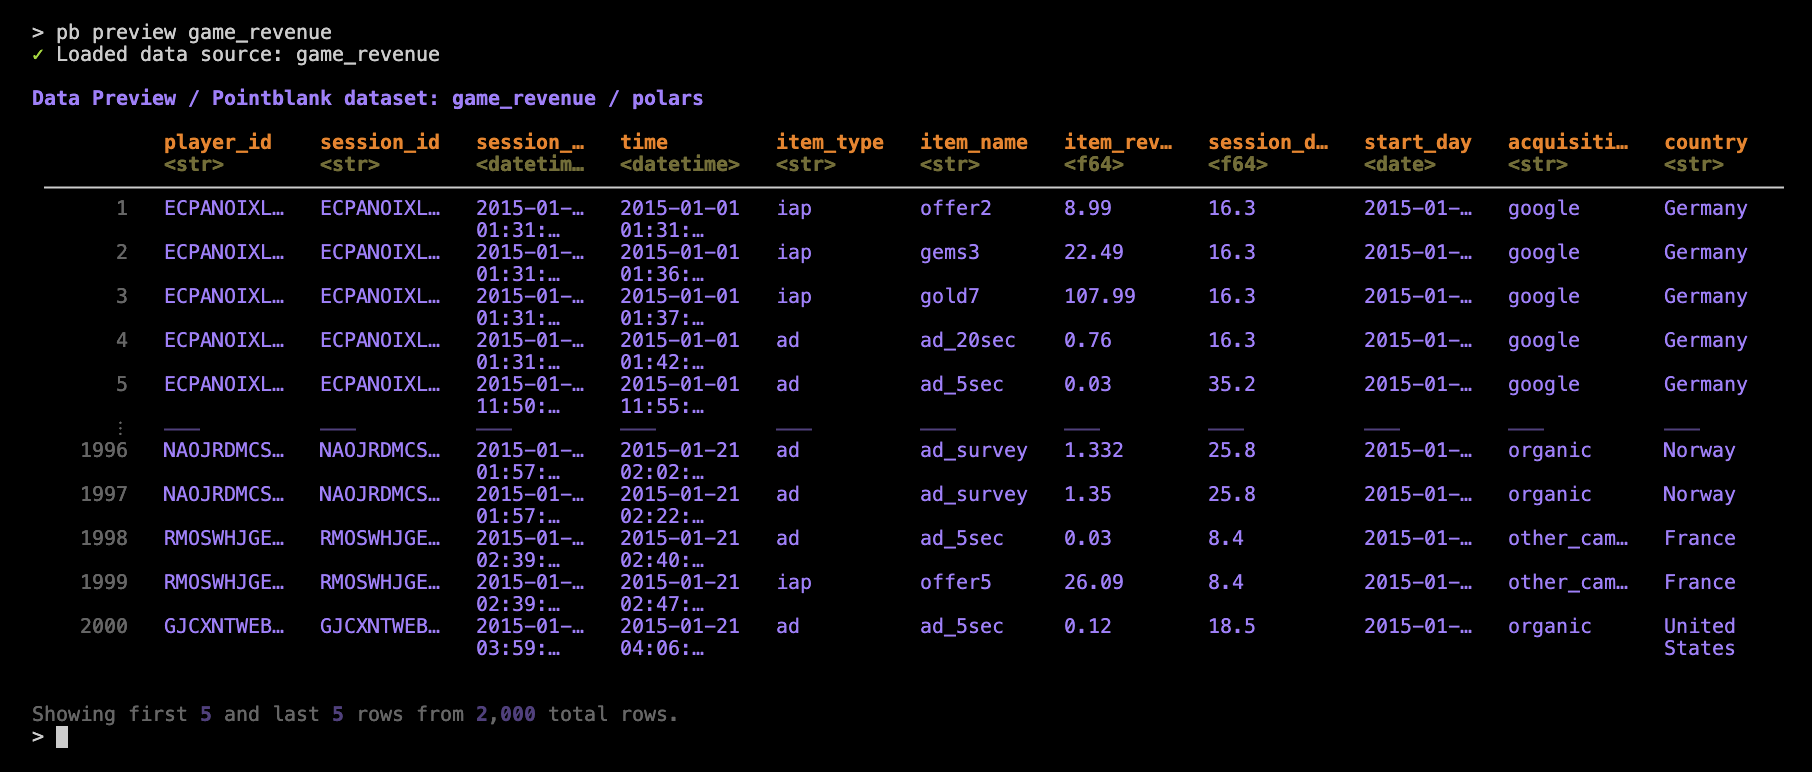 > pb preview game_revenue
✓ Loaded data source: game_revenue
Data Preview / Pointblank dataset: game_revenue / polars
player_id session_id session_… time item_type item_name item_rev… session_d… start_day acquisiti… country
<str> <str> <datetim… <datetime> <str> <str> <f64> <f64> <date> <str> <str>
1 ECPANOIXL… ECPANOIXL… 2015-01-… 2015-01-01 iap offer2 8.99 16.3 2015-01-… google Germany
01:31:… 01:31:…
2 ECPANOIXL… ECPANOIXL… 2015-01-… 2015-01-01 iap gems3 22.49 16.3 2015-01-… google Germany
01:31:… 01:36:…
3 ECPANOIXL… ECPANOIXL… 2015-01-… 2015-01-01 iap gold7 107.99 16.3 2015-01-… google Germany
01:31:… 01:37:…
4 ECPANOIXL… ECPANOIXL… 2015-01-… 2015-01-01 ad ad_20sec 0.76 16.3 2015-01-… google Germany
01:31:… 01:42:…
5 ECPANOIXL… ECPANOIXL… 2015-01-… 2015-01-01 ad ad_5sec 0.03 35.2 2015-01-… google Germany
11:50:… 11:55:…
⋮ ——— ——— ——— ——— ——— ——— ——— ——— ——— ——— ———
1996 NAOJRDMCS… NAOJRDMCS… 2015-01-… 2015-01-21 ad ad_survey 1.332 25.8 2015-01-… organic Norway
01:57:… 02:02:…
1997 NAOJRDMCS… NAOJRDMCS… 2015-01-… 2015-01-21 ad ad_survey 1.35 25.8 2015-01-… organic Norway
01:57:… 02:22:…
1998 RMOSWHJGE… RMOSWHJGE… 2015-01-… 2015-01-21 ad ad_5sec 0.03 8.4 2015-01-… other_cam… France
02:39:… 02:40:…
1999 RMOSWHJGE… RMOSWHJGE… 2015-01-… 2015-01-21 iap offer5 26.09 8.4 2015-01-… other_cam… France
02:39:… 02:47:…
2000 GJCXNTWEB… GJCXNTWEB… 2015-01-… 2015-01-21 ad ad_5sec 0.12 18.5 2015-01-… organic United
03:59:… 04:06:… States
Showing first 5 and last 5 rows from 2,000 total rows.
>